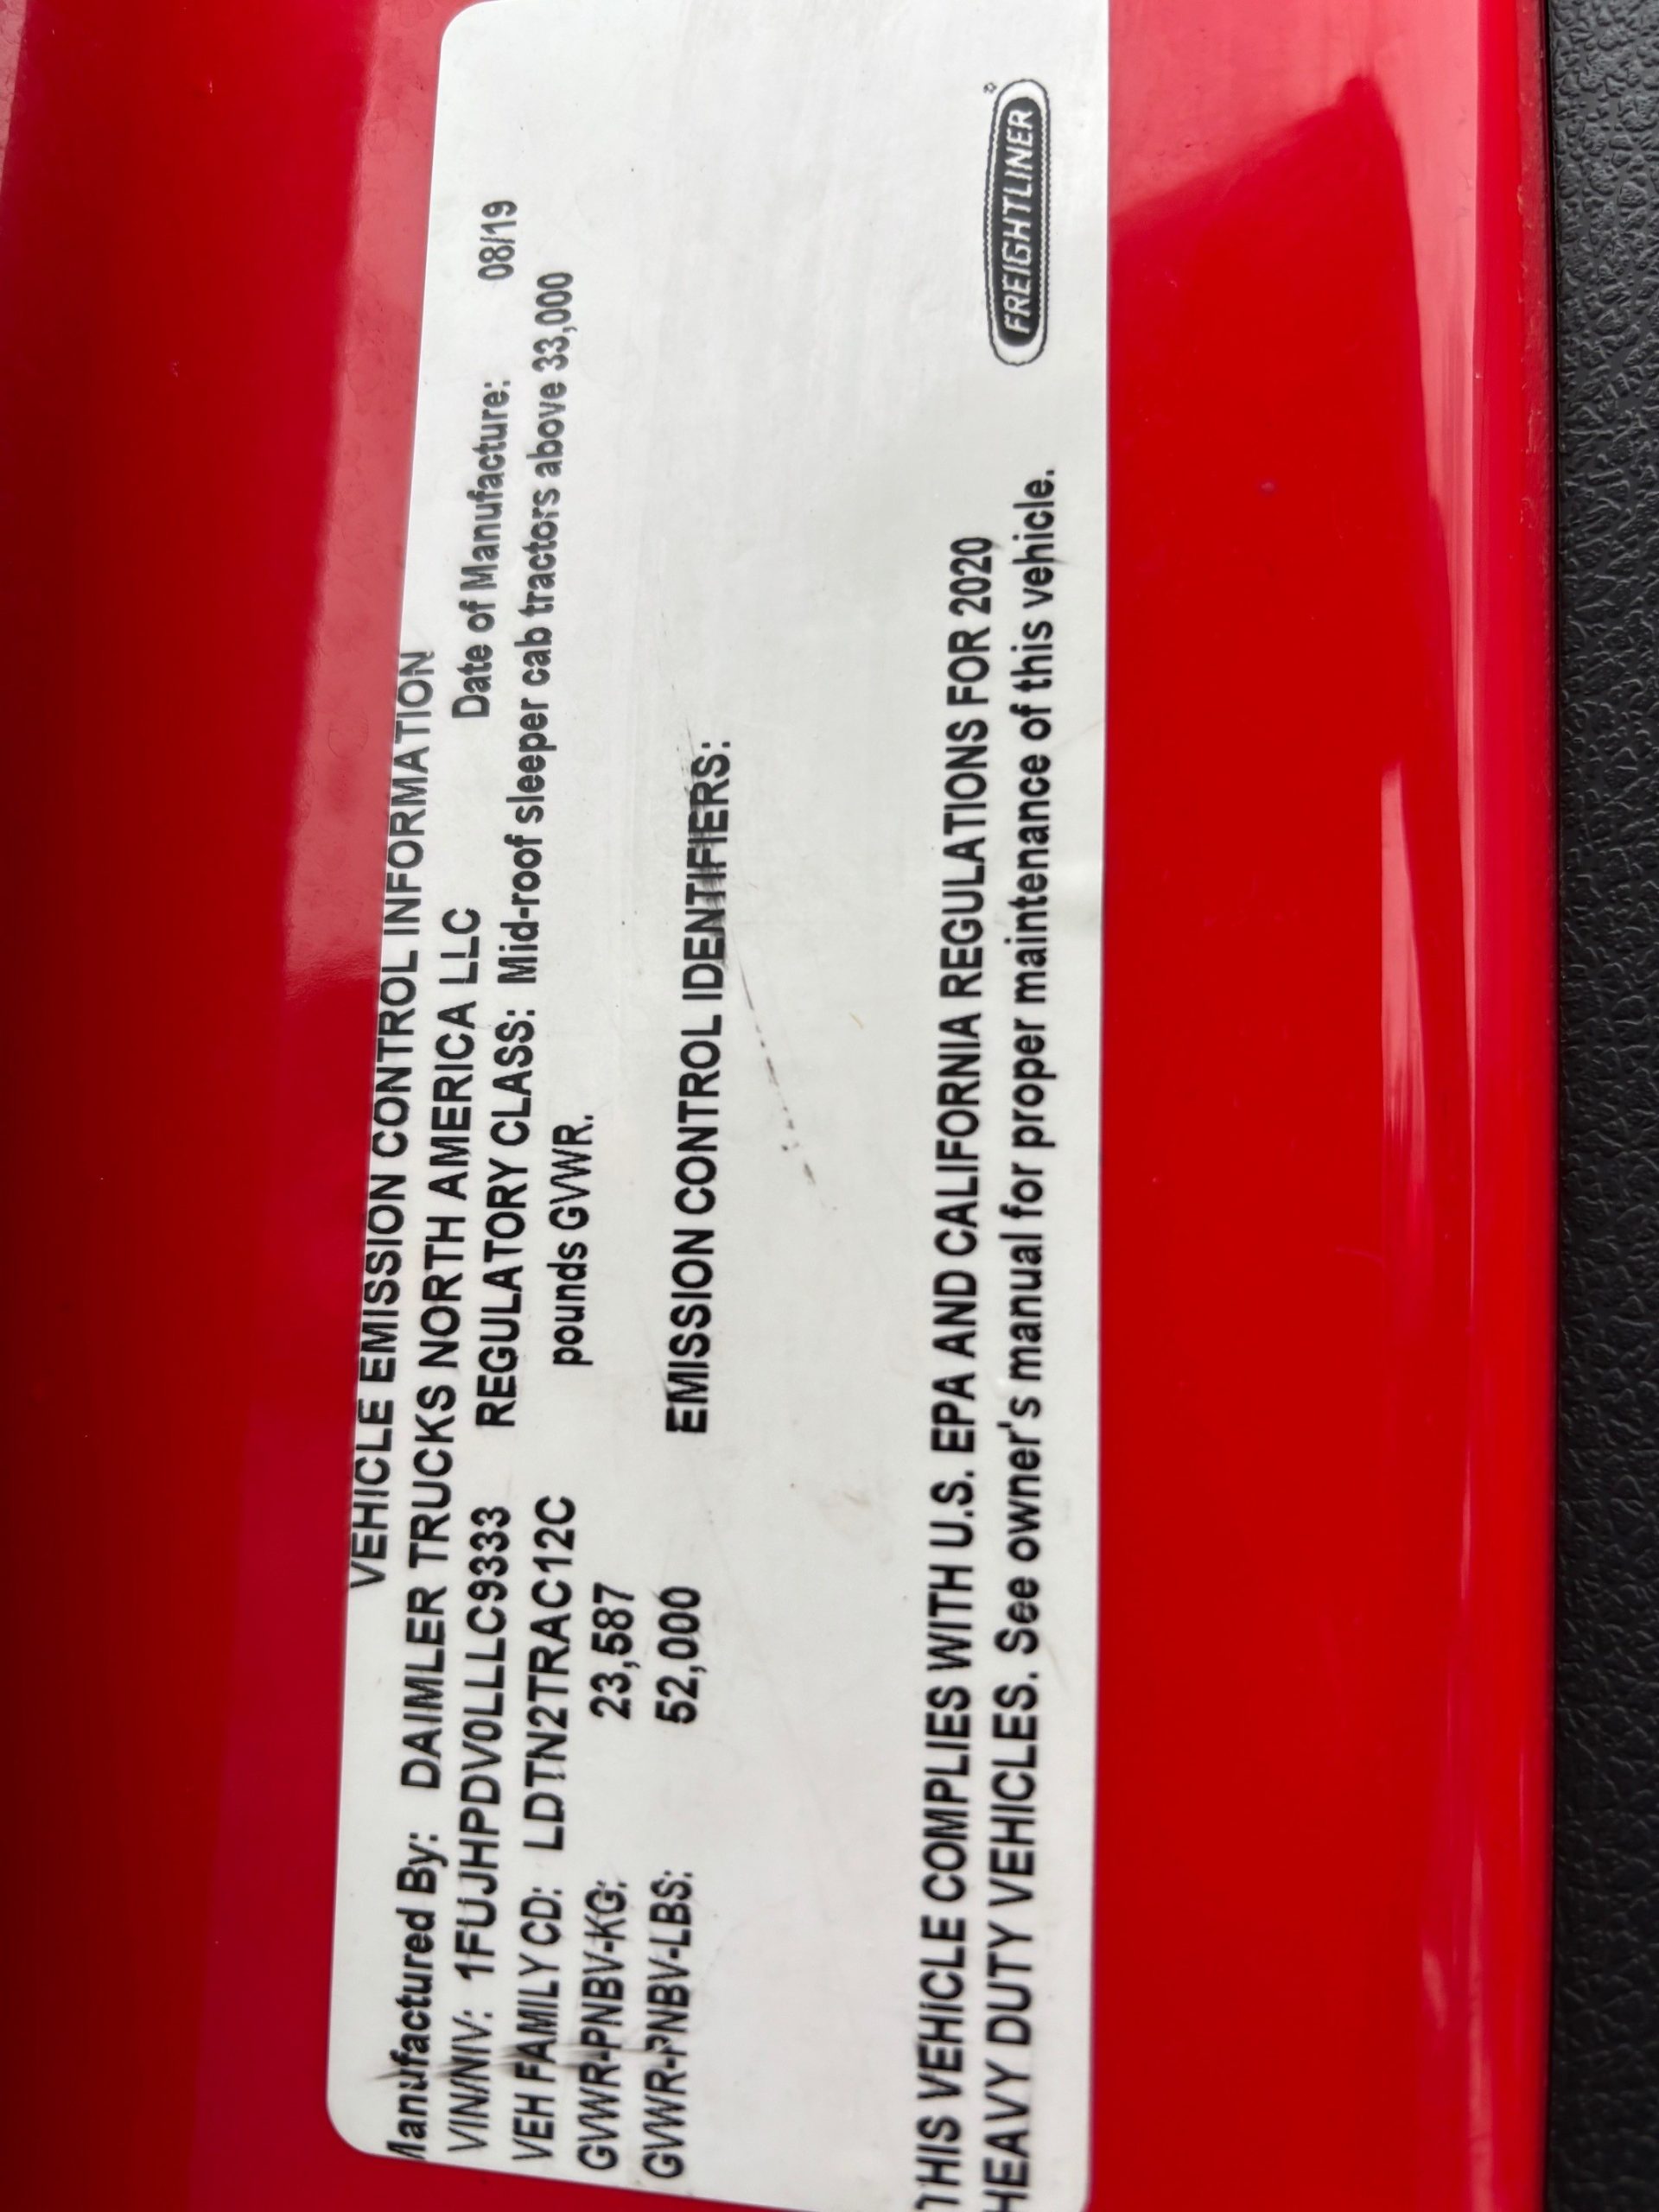 VEHICLE EMISSION CONTROL INFORMATION
Manufactured By: DAIMLER TRUCKS NORTH AMERICA LLC Date of Manufacture: 08/19
VIN/NIV: 1FUJHPDV0LLLC9333 REGULATORY CLASS: Mid-roof sleeper cab tractors above 33,000
VEH FAMILY CD: LDTN2TRAC12C pounds GVWR.
GVWR-PNBV-KG: 23,587
GVWR-PNBV-LBS: 52,000 EMISSION CONTROL IDENTIFIERS:
THIS VEHICLE COMPLIES WITH U.S. EPA AND CALIFORNIA REGULATIONS FOR 2020
HEAVY DUTY VEHICLES. See owner's manual for proper maintenance of this vehicle.
FREIGHTLINER